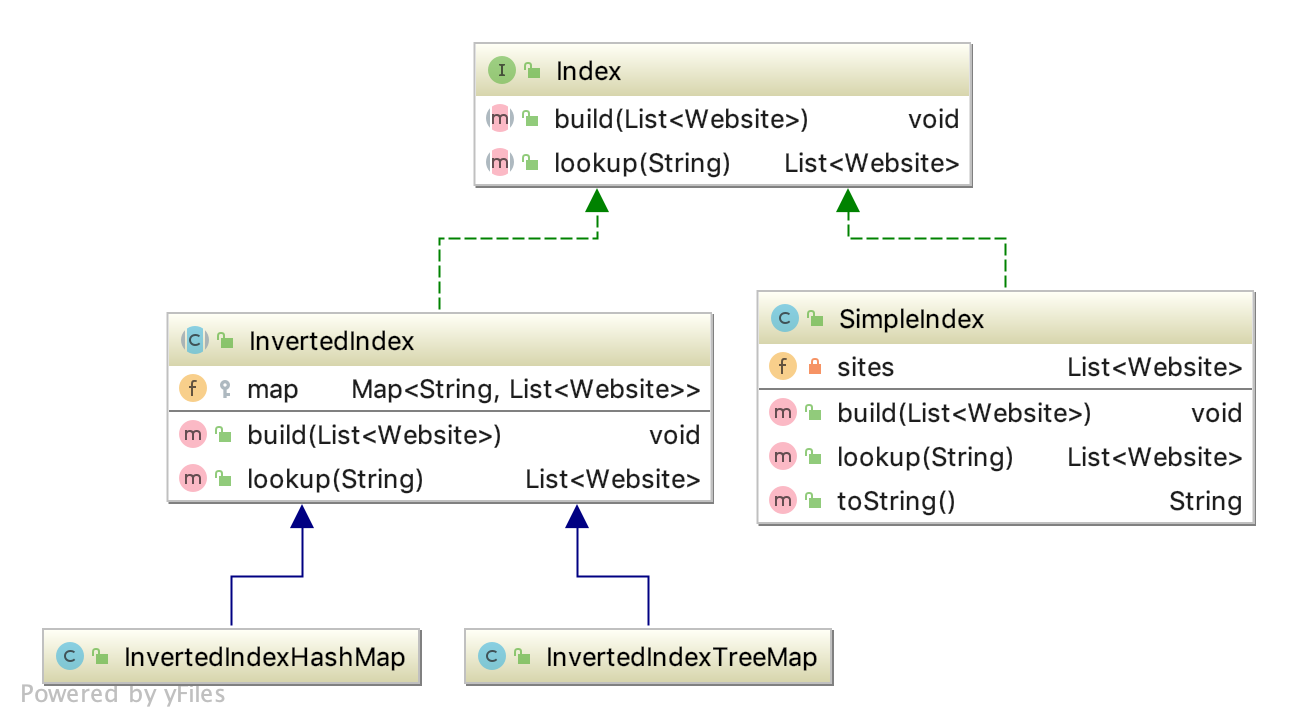 Index
build(List<Website>) void
lookup(String) List<Website>
InvertedIndex
map Map<String, List<Website>>
build(List<Website>) void
lookup(String) List<Website>
SimpleIndex
sites List<Website>
build(List<Website>) void
lookup(String) List<Website>
toString() String
InvertedIndexHashMap
InvertedIndexTreeMap
Powered by yFiles